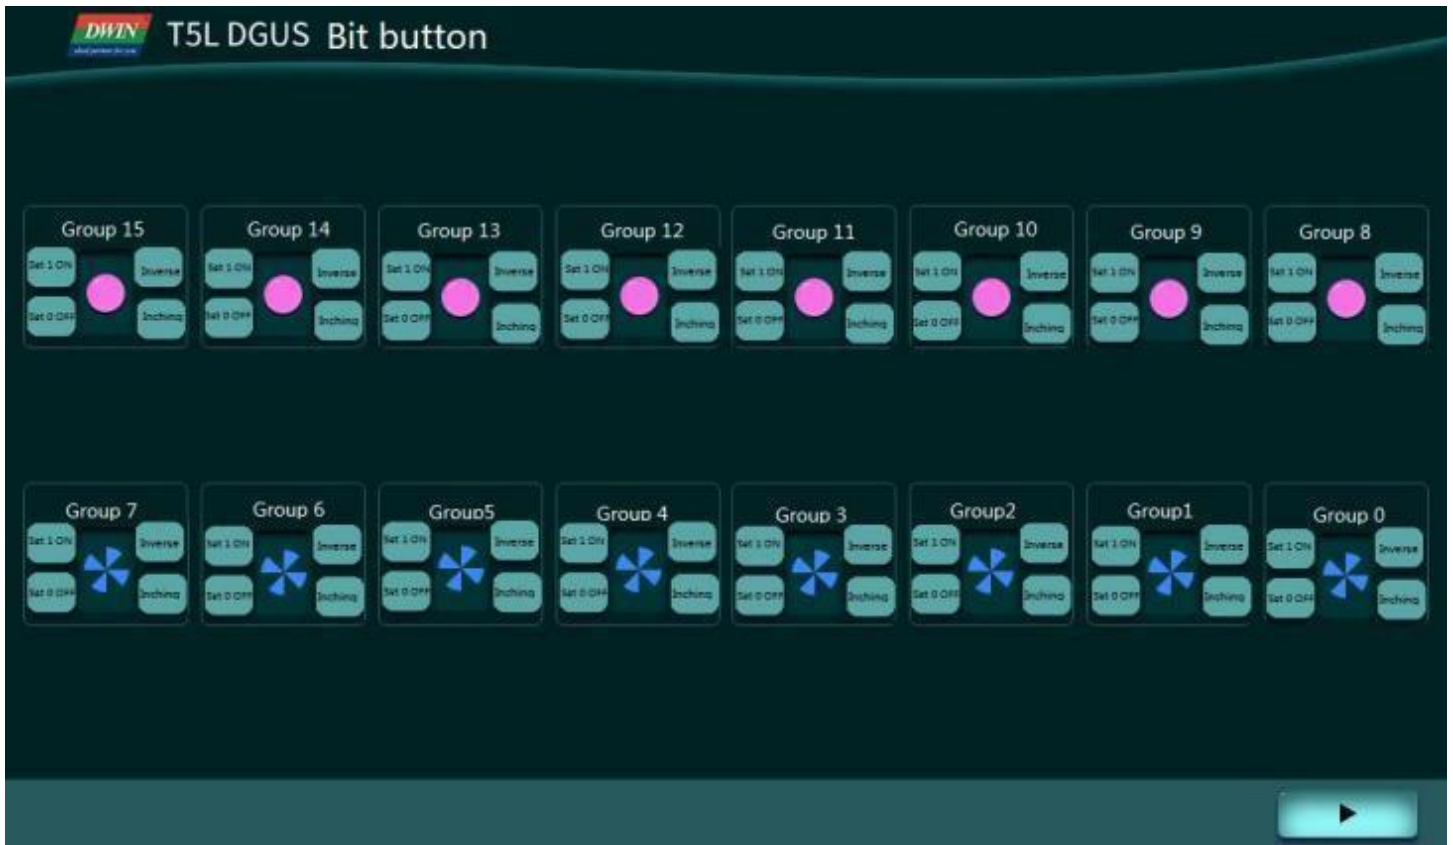 DWIN T5L DGUS Bit button
Group 15 Group 14 Group 13 Group 12 Group 11 Group 10 Group 9 Group 8
Set 1 ON Inverse Set 1 ON Inverse Set 1 ON Inverse Set 1 ON Inverse Set 1 ON Inverse Set 1 ON Inverse Set 1 ON Inverse Set 1 ON Inverse
Set 0 OFF Inching Set 0 OFF Inching Set 0 OFF Inching Set 0 OFF Inching Set 0 OFF Inching Set 0 OFF Inching Set 0 OFF Inching Set 0 OFF Inching
Group 7 Group 6 Group5 Group 4 Group 3 Group2 Group1 Group 0
Set 1 ON Inverse Set 1 ON Inverse Set 1 ON Inverse Set 1 ON Inverse Set 1 ON Inverse Set 1 ON Inverse Set 1 ON Inverse Set 1 ON Inverse
Set 0 OFF Inching Set 0 OFF Inching Set 0 OFF Inching Set 0 OFF Inching Set 0 OFF Inching Set 0 OFF Inching Set 0 OFF Inching Set 0 OFF Inching